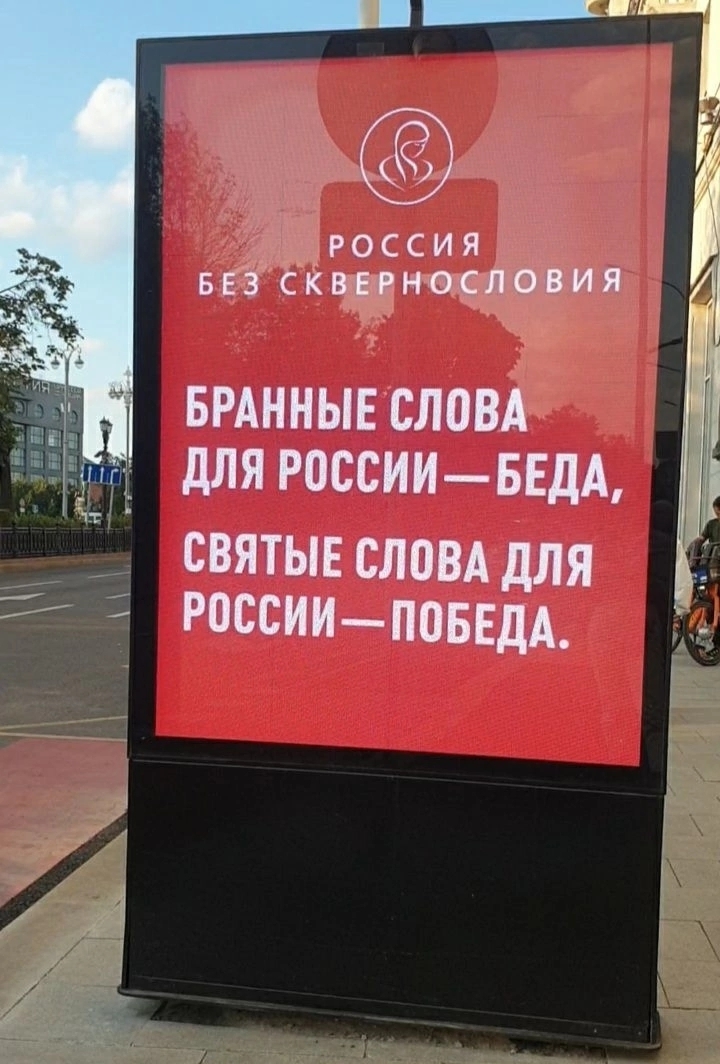 РОССИЯ
БЕЗ СКВЕРНОСЛОВИЯ
БРАННЫЕ СЛОВА
ДЛЯ РОССИИ—БЕДА,
СВЯТЫЕ СЛОВА ДЛЯ
РОССИИ—ПОБЕДА.